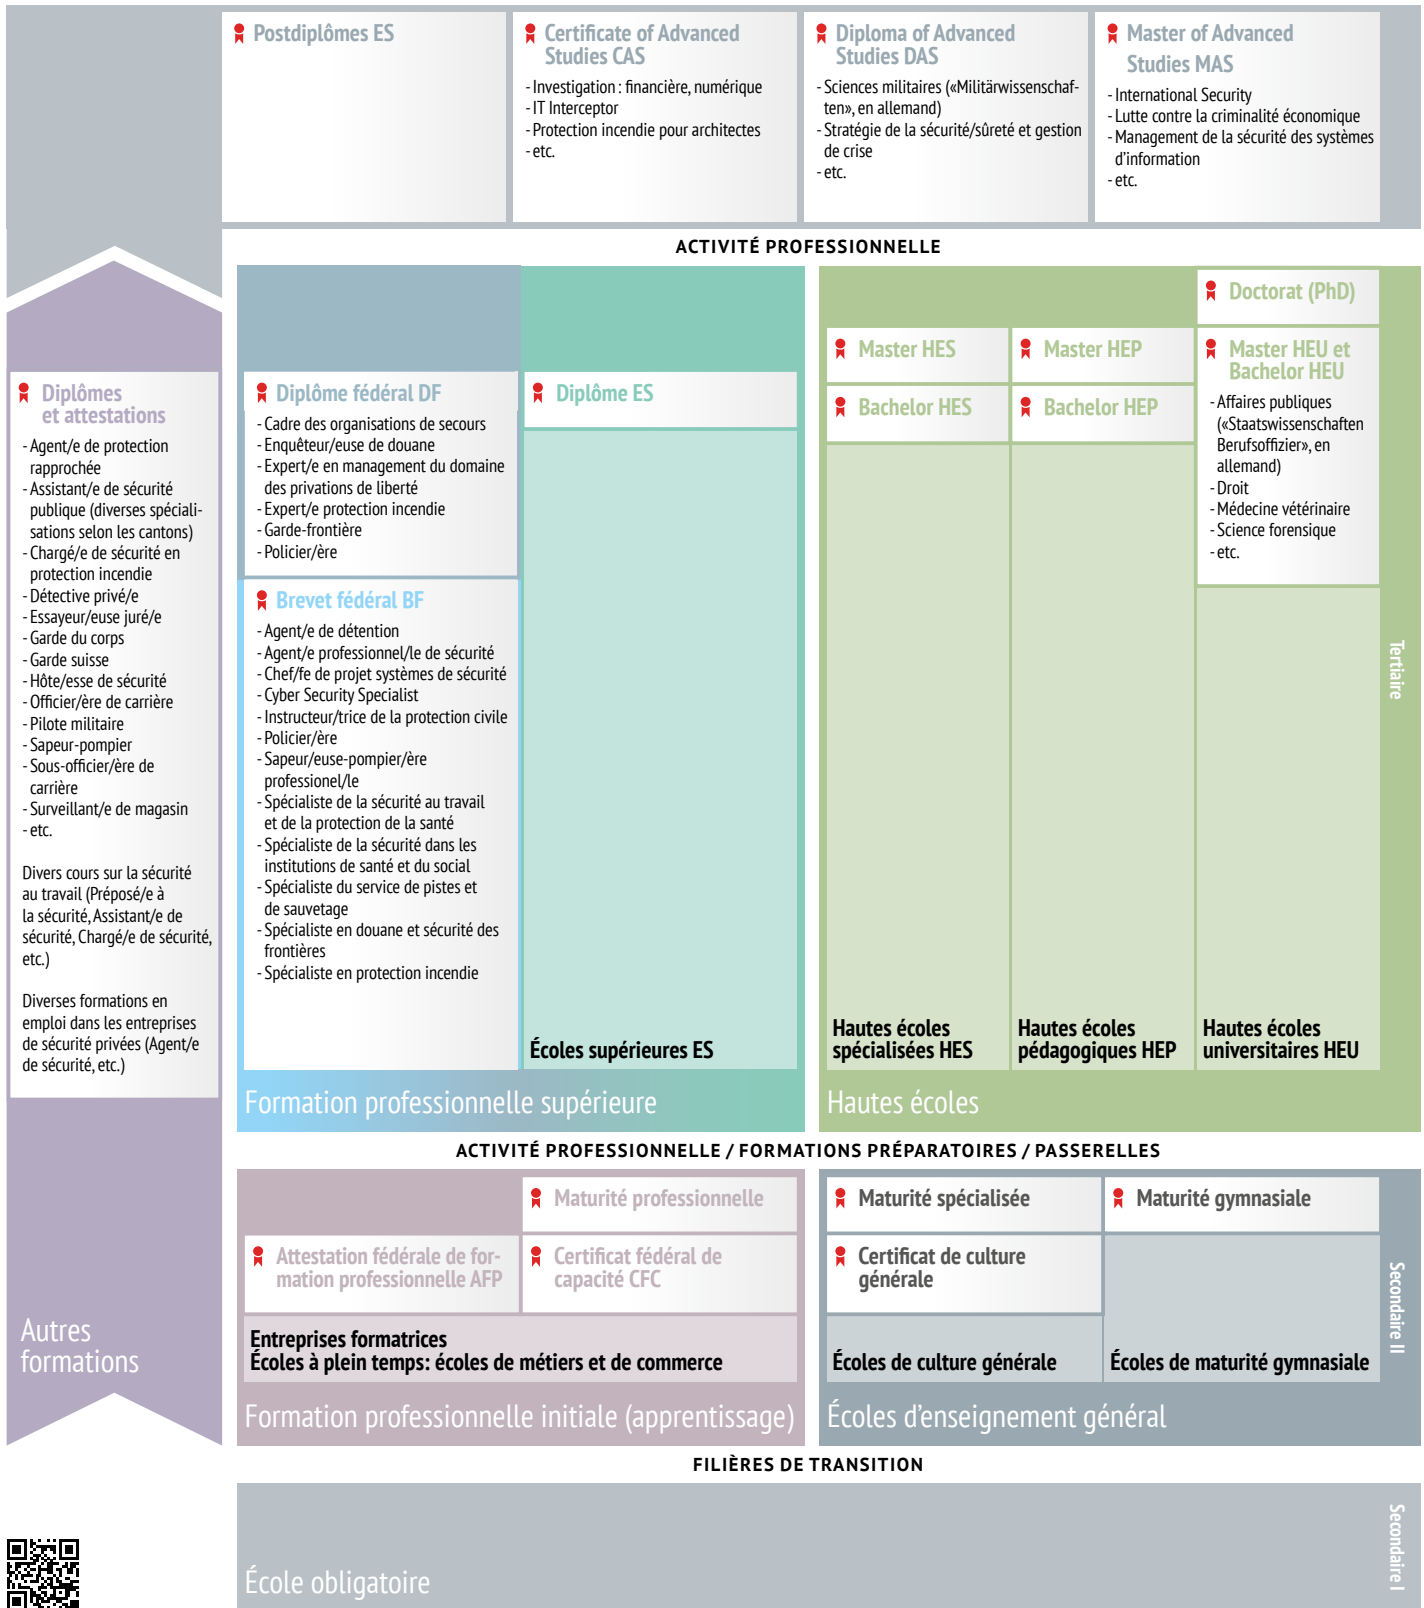 Postdiplômes ES
Certificate of Advanced
Studies CAS
- Investigation : financière, numérique
- IT Interceptor
- Protection incendie pour architectes
- etc.
Diploma of Advanced
Studies DAS
- Sciences militaires («Militärwissenschaf-
ten», en allemand)
- Stratégie de la sécurité/sûreté et gestion
de crise
- etc.
Master of Advanced
Studies MAS
- International Security
- Lutte contre la criminalité économique
- Management de la sécurité des systèmes
d'information
- etc.
ACTIVITÉ PROFESSIONNELLE
Diplômes
et attestations
- Agent/e de protection
rapprochée
- Assistant/e de sécurité
publique (diverses spéciali-
sations selon les cantons)
- Chargé/e de sécurité en
protection incendie
- Détective privé/e
- Essayeur/euse juré/e
- Garde du corps
- Garde suisse
- Hôte/esse de sécurité
- Officier/ère de carrière
- Pilote militaire
- Sapeur-pompier
- Sous-officier/ère de
carrière
- Surveillant/e de magasin
- etc.
Divers cours sur la sécurité
au travail (Préposé/e à
la sécurité, Assistant/e de
sécurité, Chargé/e de sécurité,
etc.)
Diverses formations en
emploi dans les entreprises
de sécurité privées (Agent/e
de sécurité, etc.)
Autres
formations
Diplôme fédéral DF
- Cadre des organisations de secours
- Enquêteur/euse de douane
- Expert/e en management du domaine
des privations de liberté
- Expert/e protection incendie
- Garde-frontière
- Policier/ère
Brevet fédéral BF
- Agent/e de détention
- Agent/e professionnel/le de sécurité
- Chef/fe de projet systèmes de sécurité
- Cyber Security Specialist
- Instructeur/trice de la protection civile
- Policier/ère
- Sapeur/euse-pompier/ère
professionel/le
- Spécialiste de la sécurité au travail
et de la protection de la santé
- Spécialiste de la sécurité dans les
institutions de santé et du social
- Spécialiste du service de pistes et
de sauvetage
- Spécialiste en douane et sécurité des
frontières
- Spécialiste en protection incendie
Diplôme ES
Écoles supérieures ES
Formation professionnelle supérieure
Master HES
Bachelor HES
Hautes écoles
spécialisées HES
Master HEP
Bachelor HEP
Hautes écoles
pédagogiques HEP
Doctorat (PhD)
Master HEU et
Bachelor HEU
- Affaires publiques
(«Staatswissenschaften
Berufsoffizier», en
allemand)
- Droit
- Médecine vétérinaire
- Science forensique
- etc.
Hautes écoles
universitaires HEU
Hautes écoles
Tertiaire
ACTIVITÉ PROFESSIONNELLE / FORMATIONS PRÉPARATOIRES / PASSERELLES
Maturité professionnelle
Attestation fédérale de for-
mation professionnelle AFP
Certificat fédéral de
capacité CFC
Entreprises formatrices
Écoles à plein temps: écoles de métiers et de commerce
Formation professionnelle initiale (apprentissage)
Maturité spécialisée
Certificat de culture
générale
Écoles de culture générale
Maturité gymnasiale
Écoles de maturité gymnasiale
Écoles d'enseignement général
Secondaire II
FILIÈRES DE TRANSITION
École obligatoire
Secondaire I